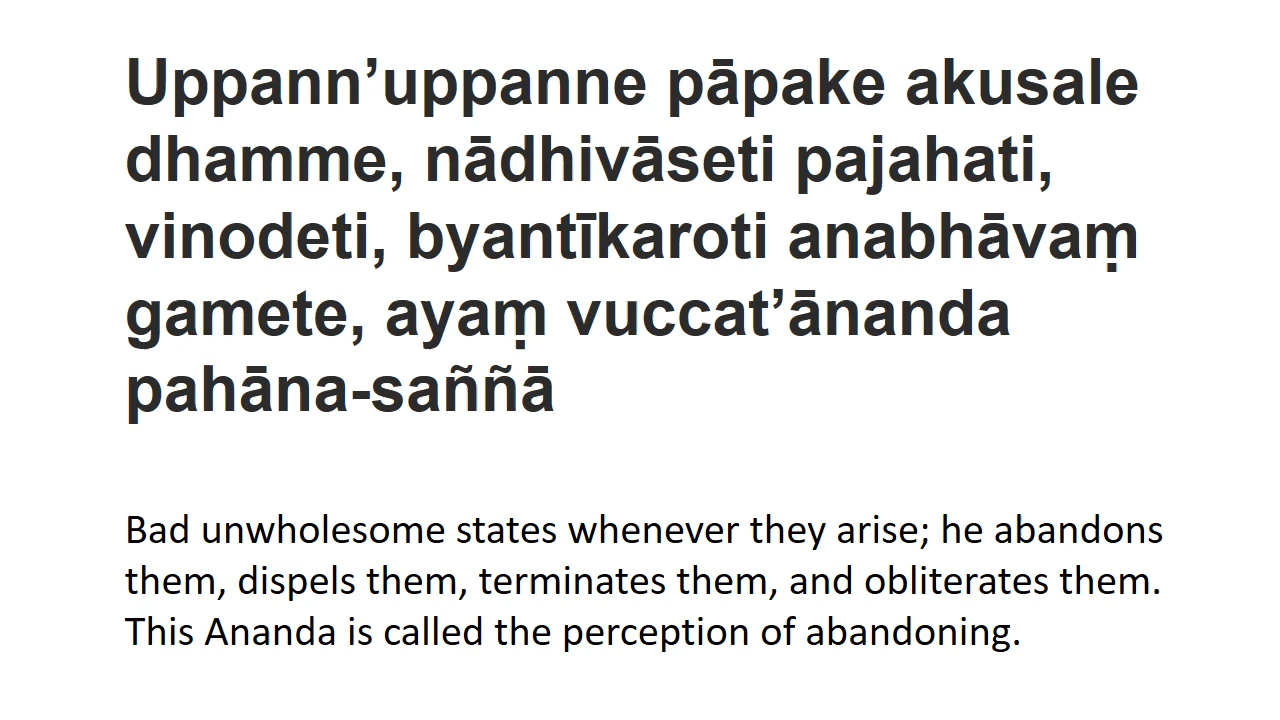 Uppann’uppanne pāpake akusale
dhamme, nādhivāseti pajahati,
vinodeti, byantīkaroti anabhāvaṃ
gamete, ayaṃ vuccat’ānanda
pahāna-saññā
Bad unwholesome states whenever they arise; he abandons
them, dispels them, terminates them, and obliterates them.
This Ananda is called the perception of abandoning.